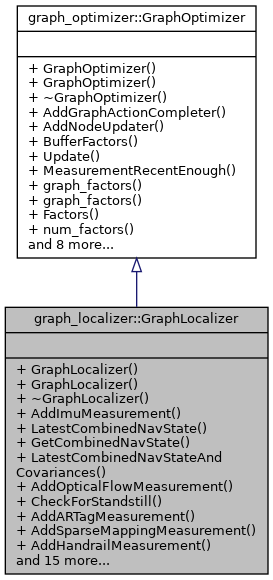 graph_optimizer::GraphOptimizer
+ GraphOptimizer()
+ GraphOptimizer()
+ ~GraphOptimizer()
+ AddGraphActionCompleter()
+ AddNodeUpdater()
+ BufferFactors()
+ Update()
+ MeasurementRecentEnough()
+ graph_factors()
+ graph_factors()
+ Factors()
+ num_factors()
and 8 more...
graph_localizer::GraphLocalizer
+ GraphLocalizer()
+ GraphLocalizer()
+ ~GraphLocalizer()
+ AddImuMeasurement()
+ LatestCombinedNavState()
+ GetCombinedNavState()
+ LatestCombinedNavStateAnd
Covariances()
+ AddOpticalFlowMeasurement()
+ CheckForStandstill()
+ AddARTagMeasurement()
+ AddSparseMappingMeasurement()
+ AddHandrailMeasurement()
and 15 more...